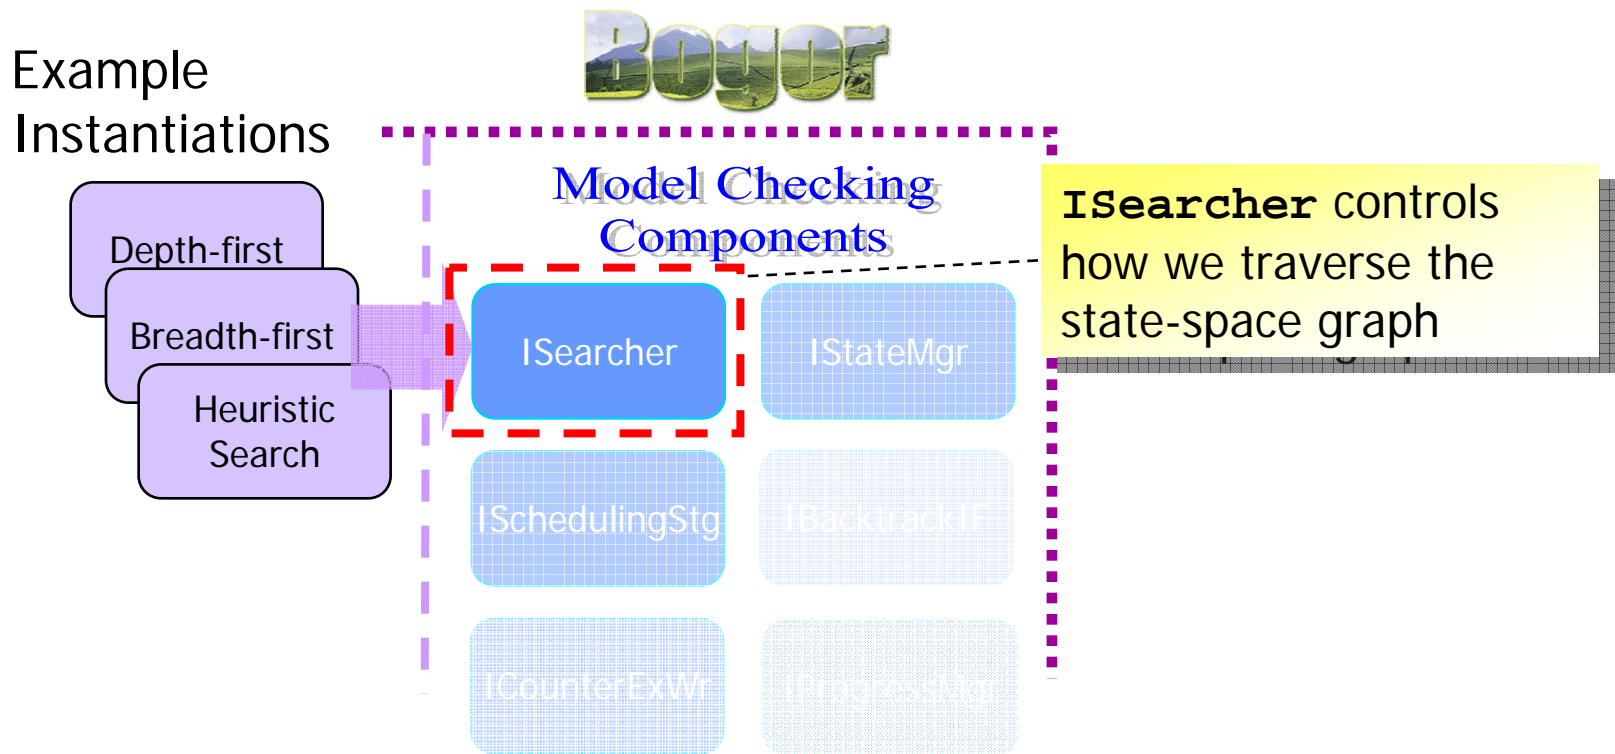 Bogor
Example
Instantiations
Model Checking
Components
Depth-first
Breadth-first
Heuristic
Search
ISearcher
IStateMgr
ISchedulingStg
IBacktrackIF
ICounterExWr
IProgressMgr
ISearcher controls
how we traverse the
state-space graph